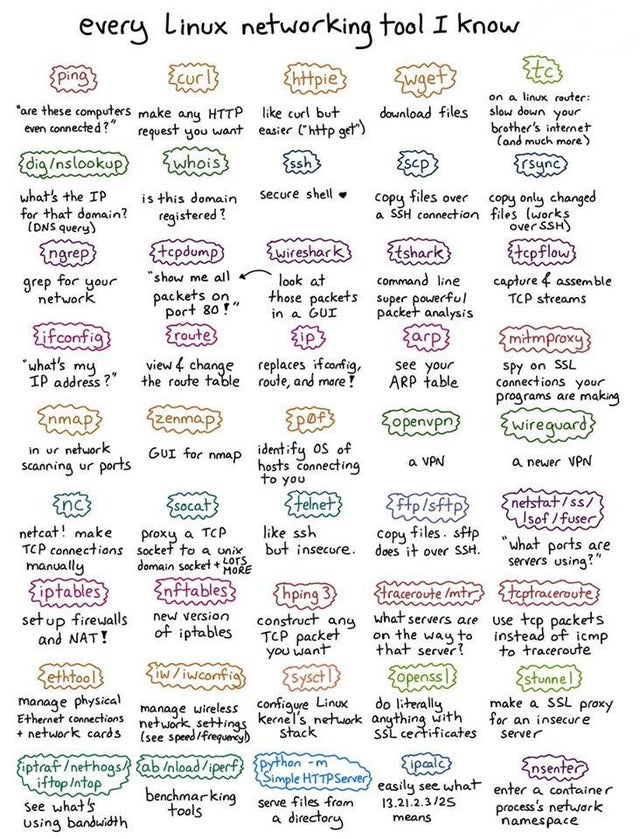 every Linux networking tool I know
ping
"are these computers
even connected?"
curl
make any HTTP
request you want
httpie
like curl but
easier ("http get")
wget
download files
tc
on a linux router:
slow down your
brother's internet
(and much more)
dig/nslookup
what's the IP
for that domain?
(DNS query)
whois
is this domain
registered?
ssh
secure shell ♥
scp
copy files over
a SSH connection
rsync
copy only changed
files (works
over SSH)
ngrep
grep for your
network
tcpdump
"show me all
packets on
port 80!"
wireshark
look at
those packets
in a GUI
tshark
command line
super powerful
packet analysis
tcpflow
capture & assemble
TCP streams
ifconfig
"what's my
IP address?"
route
view & change
the route table
ip
replaces ifconfig,
route, and more!
arp
see your
ARP table
mitmproxy
spy on SSL
connections your
programs are making
nmap
in ur network
scanning ur ports
zenmap
GUI for nmap
p0f
identify OS of
hosts connecting
to you
openvpn
a VPN
wireguard
a newer VPN
nc
netcat! make
TCP connections
manually
socat
proxy a TCP
socket to a unix
domain socket + LOTS
MORE
telnet
like ssh
but insecure.
ftp/sftp
copy files. sftp
does it over SSH.
netstat/ss/
lsof/fuser
"what ports are
servers using?"
iptables
set up firewalls
and NAT!
nftables
new version
of iptables
hping3
construct any
TCP packet
you want
traceroute/mtr
what servers are
on the way to
that server?
tcptraceroute
use tcp packets
instead of icmp
to traceroute
ethtool
manage physical
Ethernet connections
+ network cards
iw/iwconfig
manage wireless
network settings
(see speed/frequency!)
sysctl
configure Linux
kernel's network
stack
openssl
do literally
anything with
SSL certificates
stunnel
make a SSL proxy
for an insecure
server
iptraf/nethogs/
iftop/ntop
see what's
using bandwidth
ab/nload/iperf
benchmarking
tools
python -m
SimpleHTTPServer
serve files from
a directory
ipcalc
easily see what
13.21.2.3/25
means
nsenter
enter a container
process's network
namespace